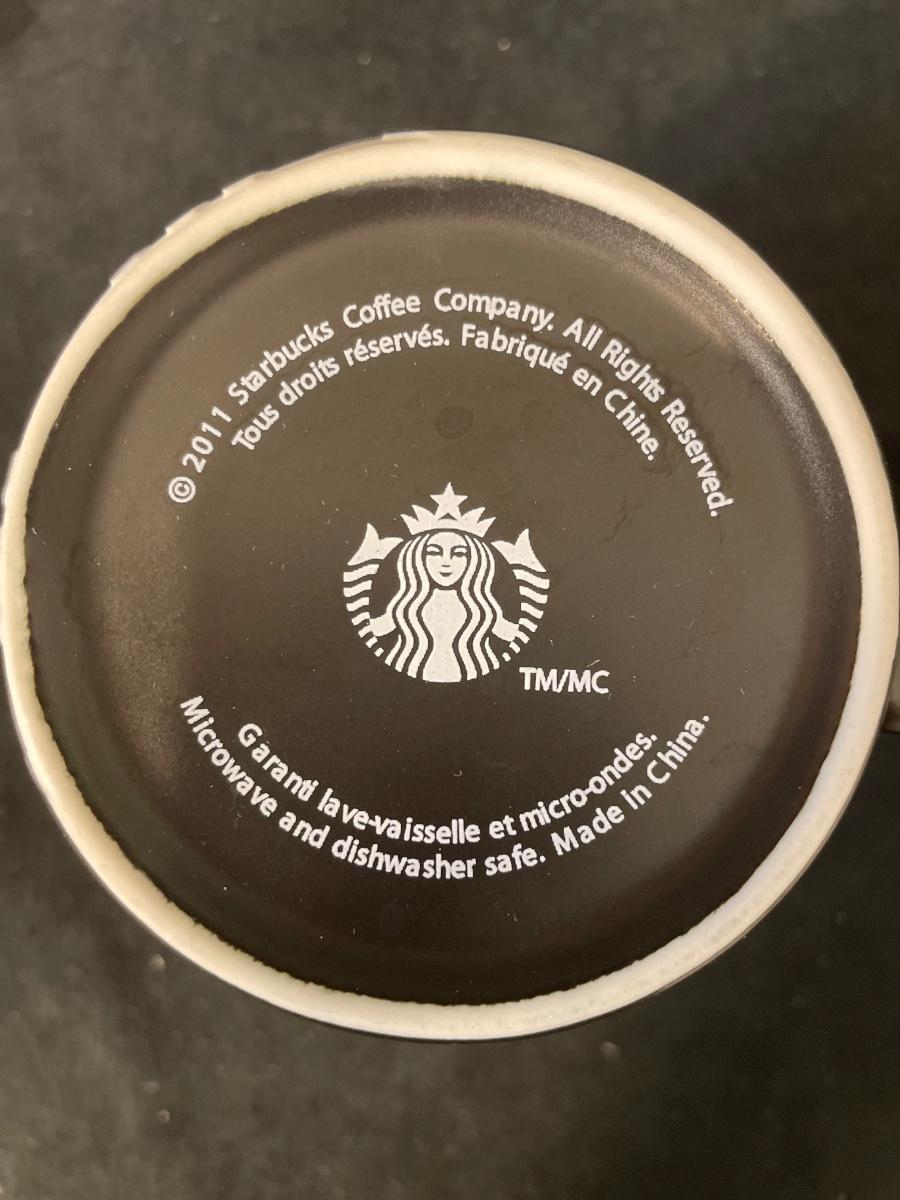 © 2011 Starbucks Coffee Company. All Rights Reserved.
Tous droits réservés. Fabriqué en Chine.
TM/MC
Garanti lave-vaisselle et micro-ondes.
Microwave and dishwasher safe. Made in China.